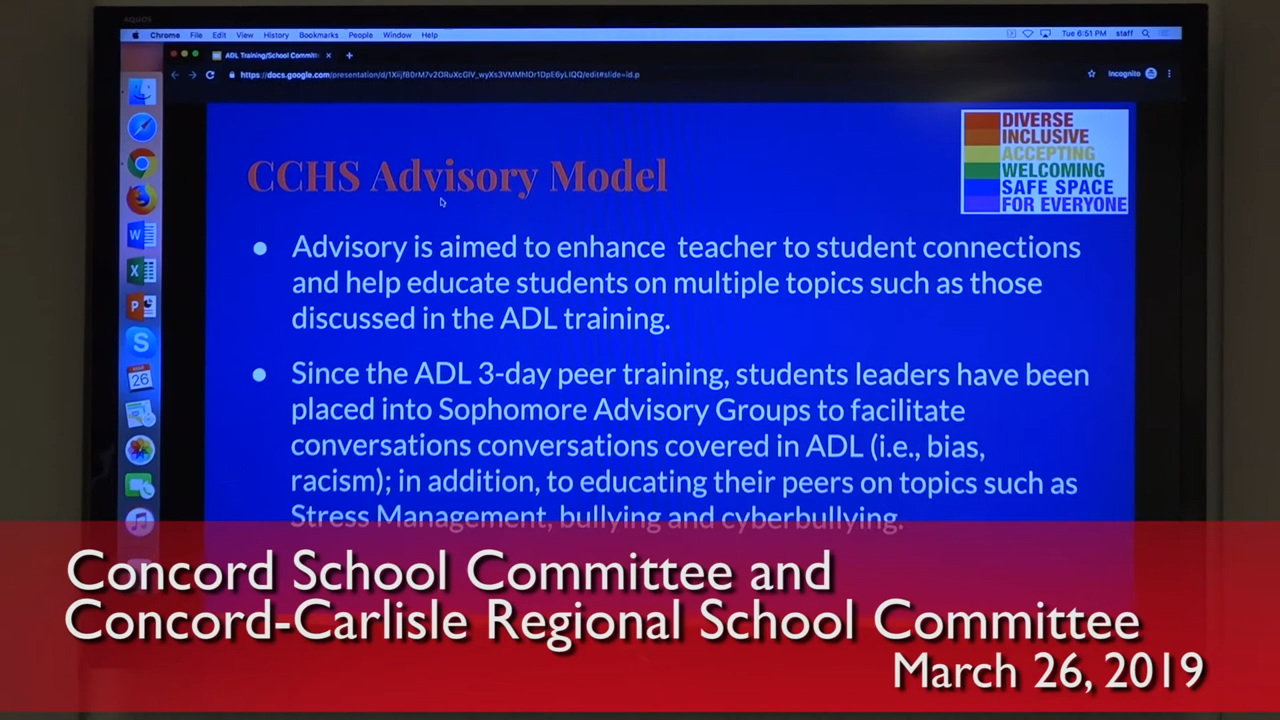 AQUOS
Chrome File Edit View History Bookmarks People Window Help Tue 6:51 PM staff
ADL Training/School Committ
Incognito
CCHS Advisory Model
DIVERSE
INCLUSIVE
ACCEPTING
WELCOMING
SAFE SPACE
FOR EVERYONE
Advisory is aimed to enhance teacher to student connections
and help educate students on multiple topics such as those
discussed in the ADL training.
Since the ADL 3-day peer training, students leaders have been
placed into Sophomore Advisory Groups to facilitate
conversations conversations covered in ADL (i.e., bias,
racism); in addition, to educating their peers on topics such as
Stress Management, bullying and cyberbullying.
MAR
26
Concord School Committee and
Concord-Carlisle Regional School Committee
March 26, 2019